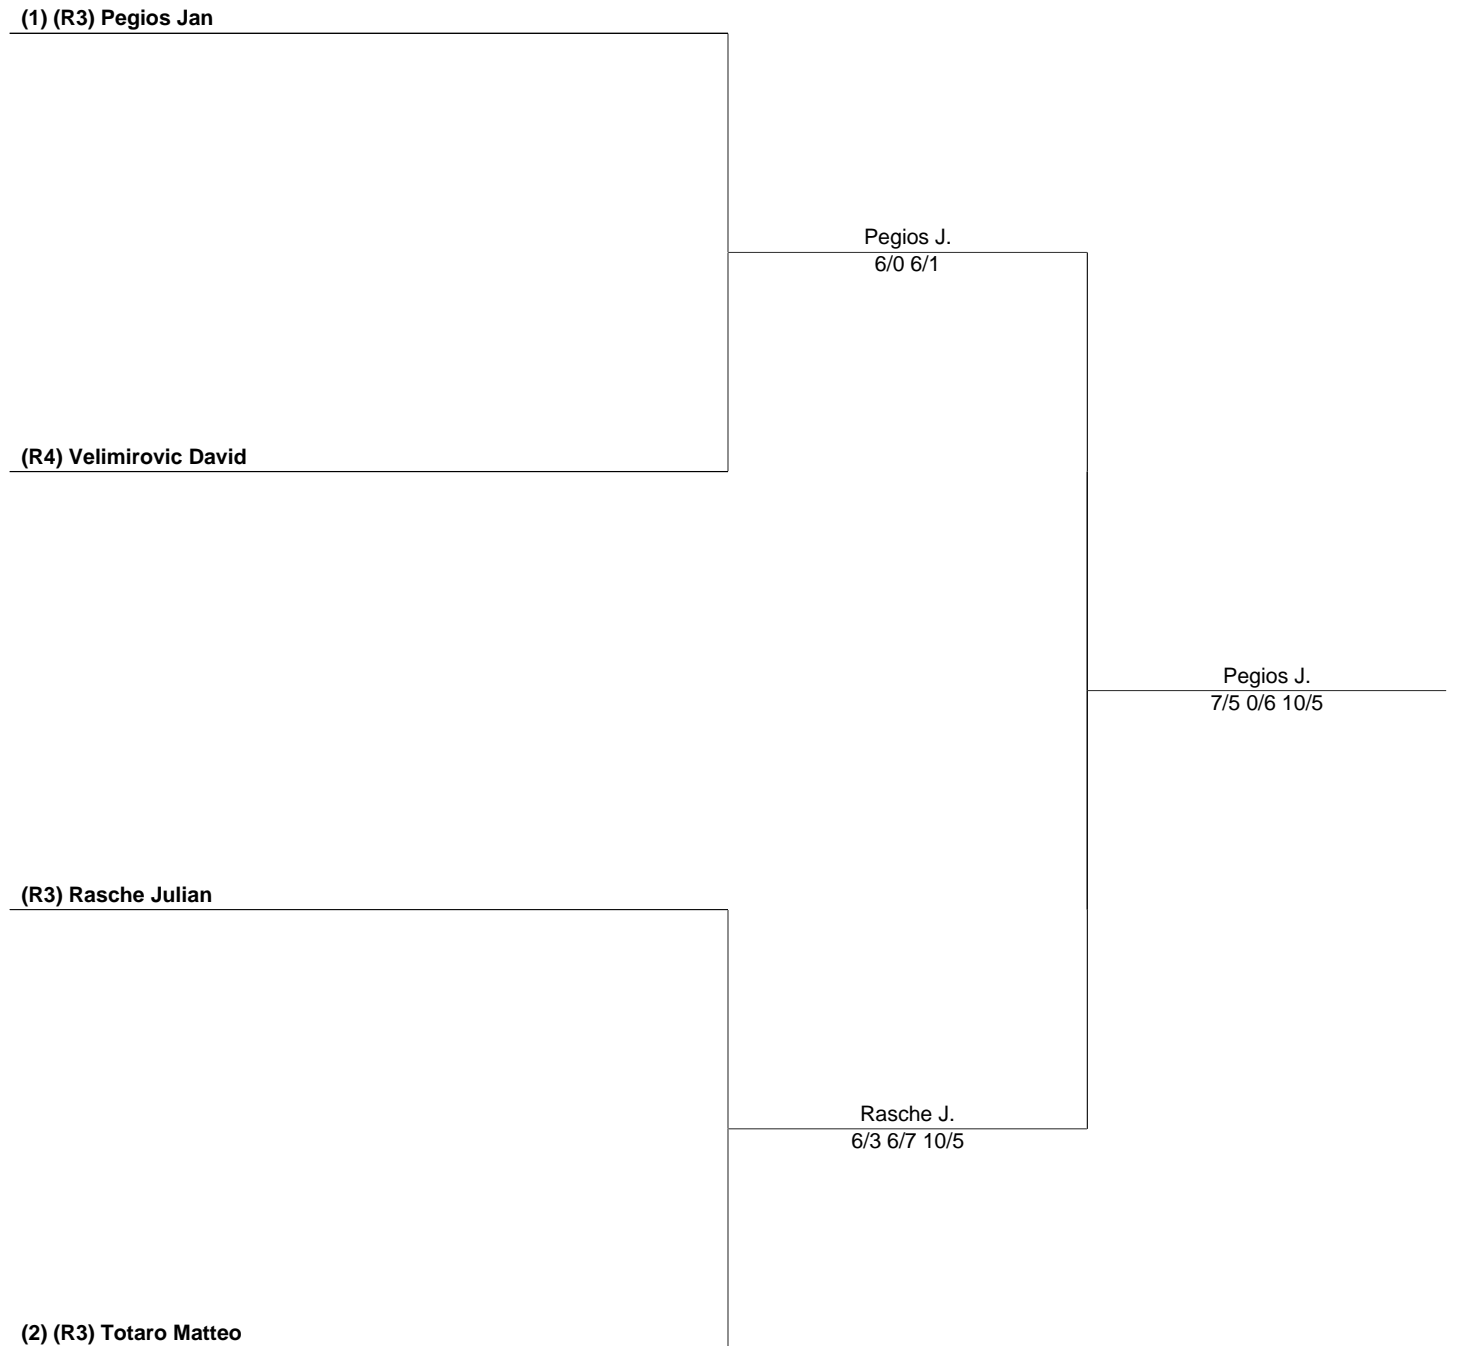 (1) (R3) Pegios Jan
Pegios J.
6/0 6/1
(R4) Velimirovic David
Pegios J.
7/5 0/6 10/5
(R3) Rasche Julian
Rasche J.
6/3 6/7 10/5
(2) (R3) Totaro Matteo